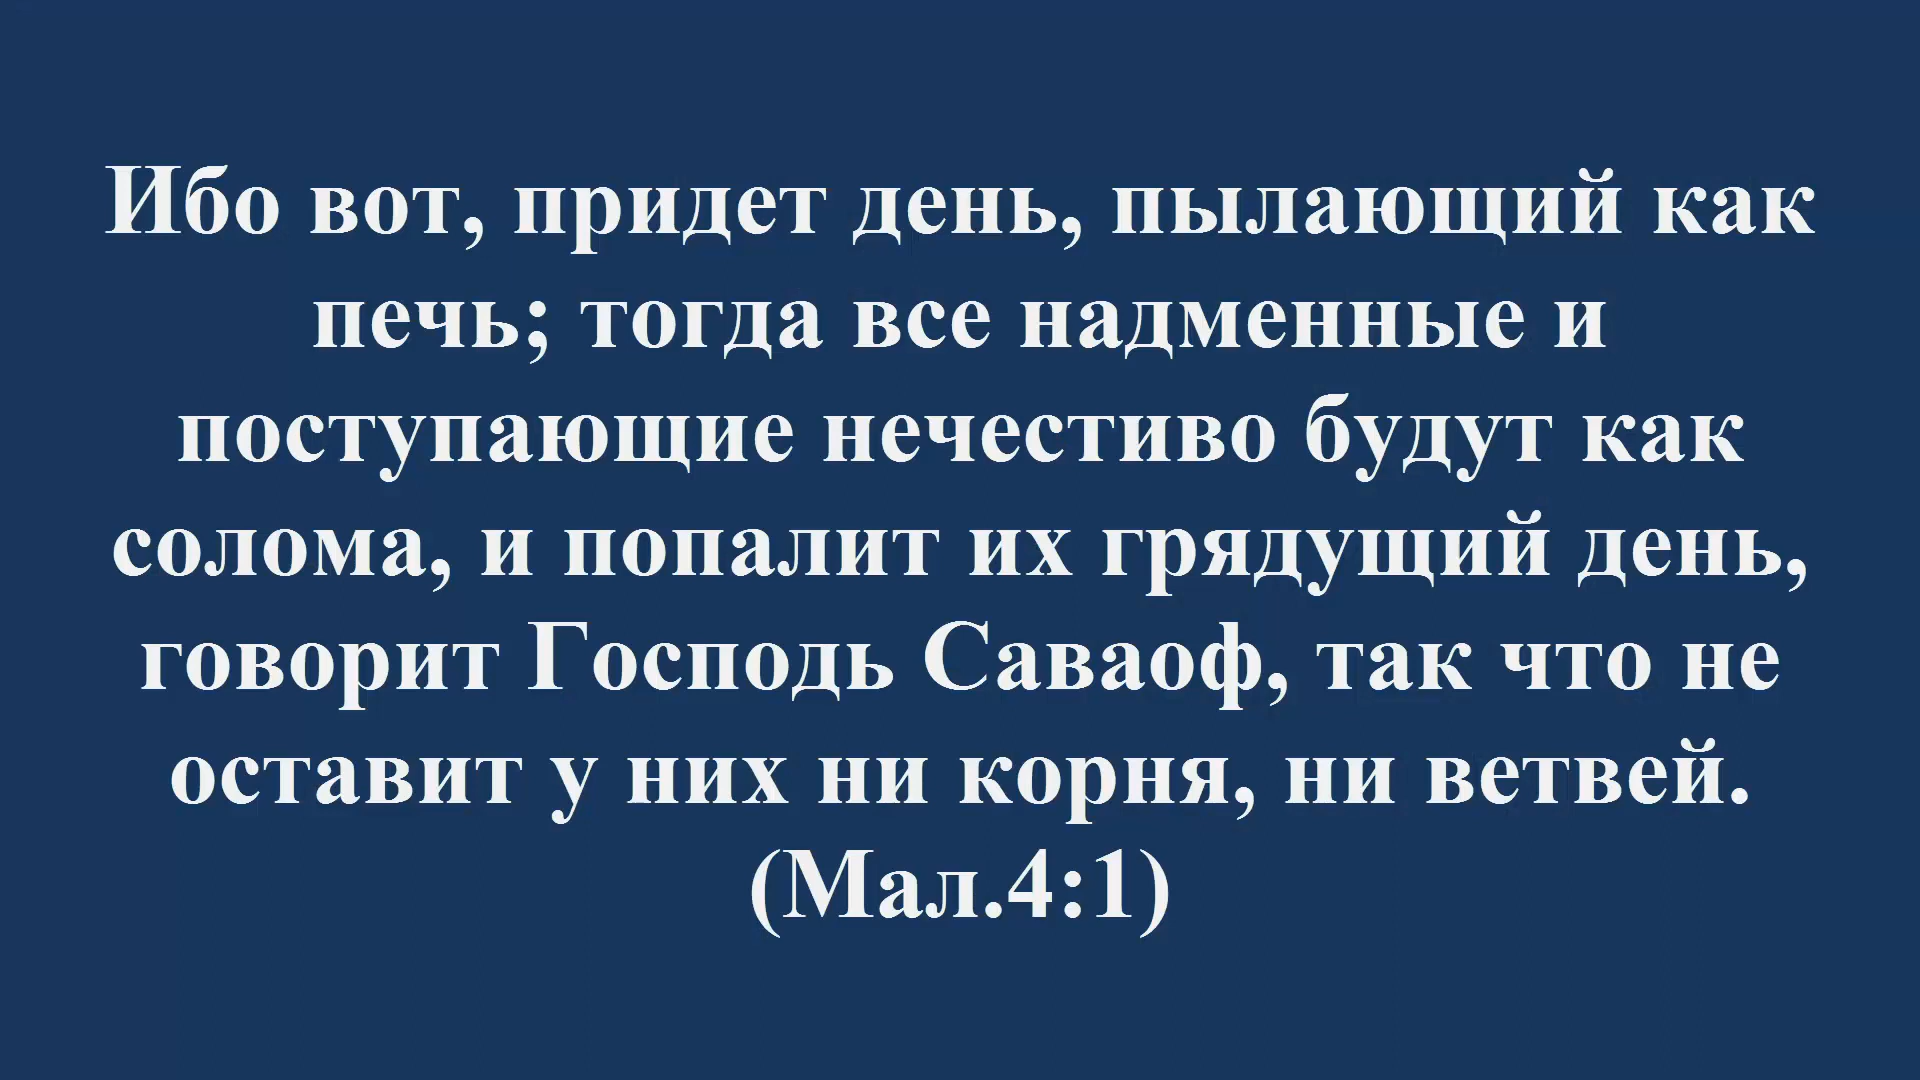 Ибо вот, придет день, пылающий как
печь; тогда все надменные и
поступающие нечестиво будут как
солома, и попалит их грядущий день,
говорит Господь Саваоф, так что не
оставит у них ни корня, ни ветвей.
(Мал.4:1)